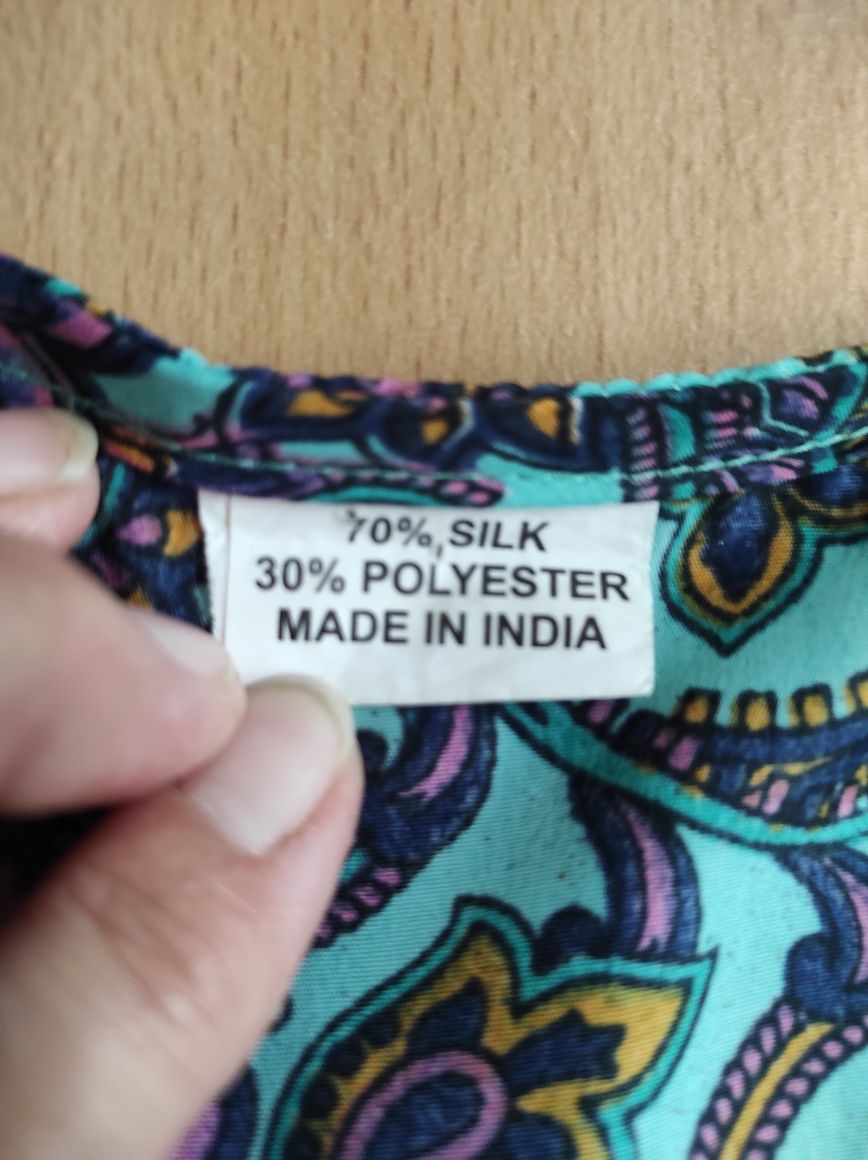 70% SILK
30% POLYESTER
MADE IN INDIA